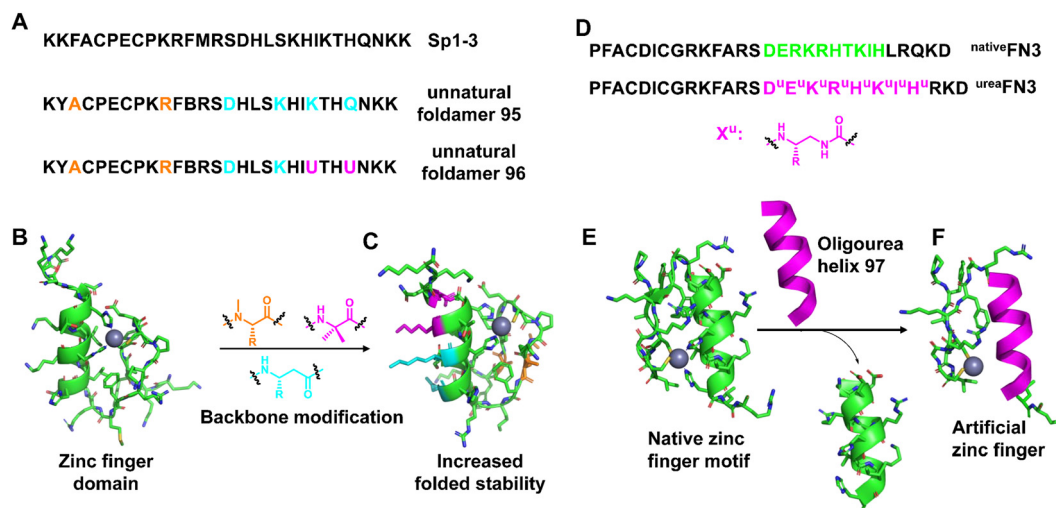 A
KKFACPECPKRFMRSDHLSKHIKTHQNKK Sp1-3
KYACPECPKRFBRSDHLSKHIKTHQNKK unnatural
foldamer 95
KYACPECPKRFBRSDHLSKHIUTHUNKK unnatural
foldamer 96
D
PFACDICGRKFARSDERKRHTKIHLRQKD nativeFN3
PFACDICGRKFARSDᵘEᵘKᵘRᵘHᵘKᵘIᵘHᵘRKD ureaFN3
Xᵘ:
H
N
R
N
H
O
B
C
N
O
R
H
N
O
H
N
O
R
Backbone modification
Zinc finger
domain
Increased
folded stability
E
Oligourea
helix 97
F
Native zinc
finger motif
Artificial
zinc finger